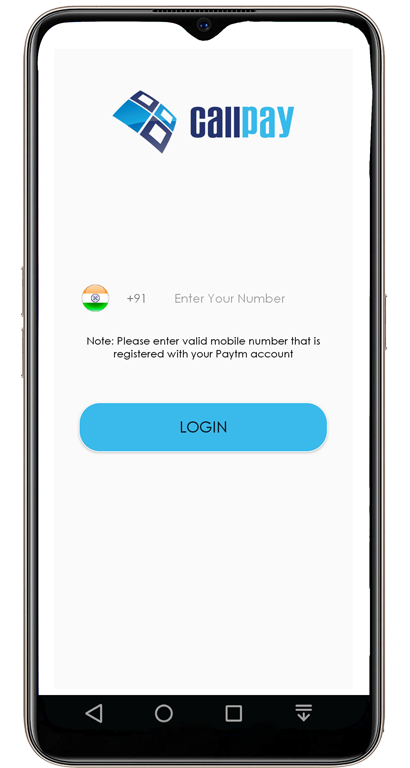 callpay
+91 Enter Your Number
Note: Please enter valid mobile number that is
registered with your Paytm account
LOGIN